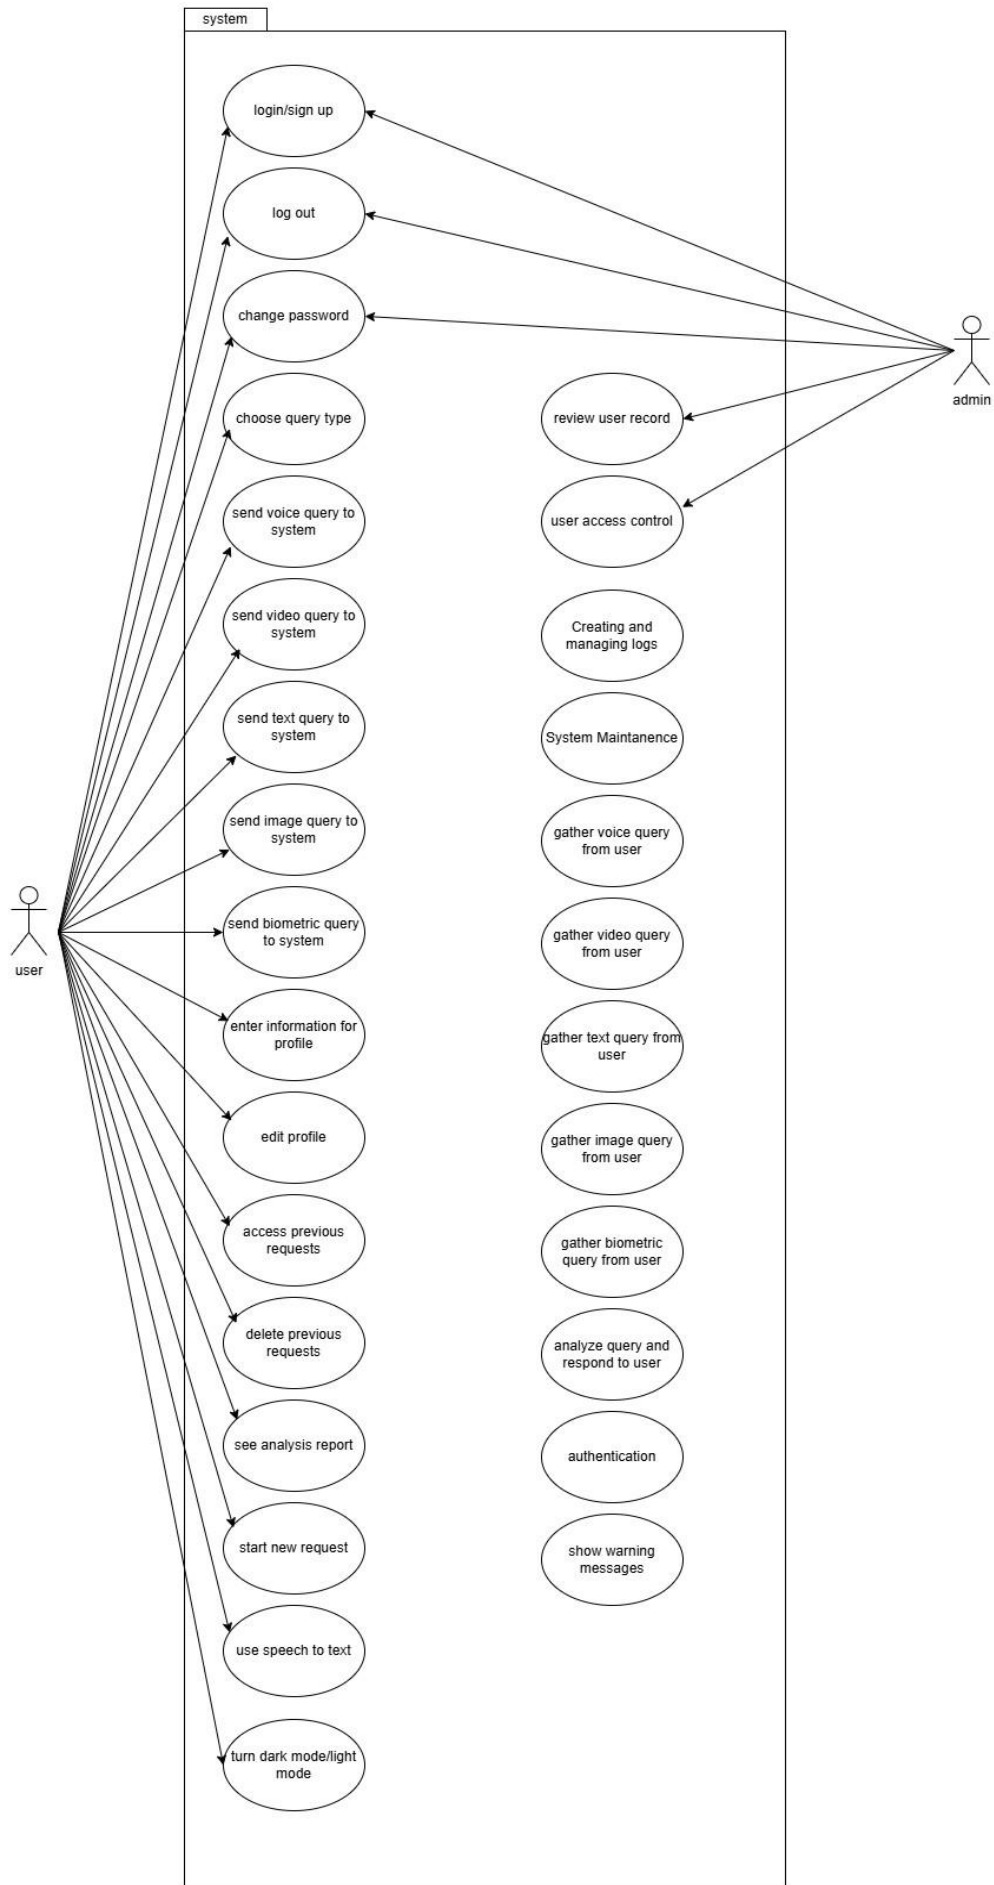 system
login/sign up
log out
change password
admin
choose query type
review user record
send voice query to
system
user access control
send video query to
system
Creating and
managing logs
send text query to
system
System Maintanence
send image query to
system
gather voice query
from user
send biometric query
to system
gather video query
from user
user
enter information for
profile
gather text query from
user
edit profile
gather image query
from user
access previous
requests
gather biometric
query from user
delete previous
requests
analyze query and
respond to user
see analysis report
authentication
start new request
show warning
messages
use speech to text
turn dark mode/light
mode